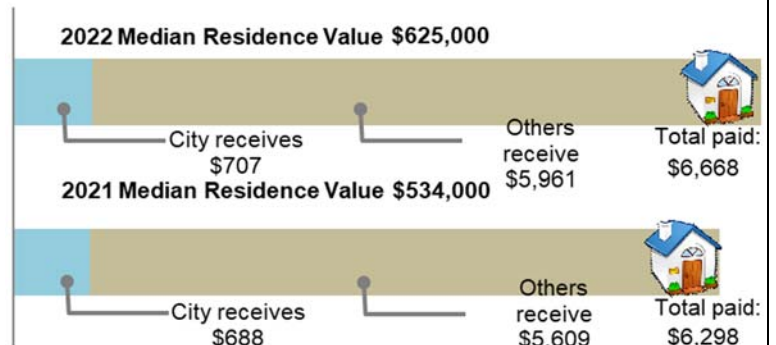 2022 Median Residence Value $625,000
City receives
$707
Others
receive
$5,961
Total paid:
$6,668
2021 Median Residence Value $534,000
City receives
$688
Others
receive
$5,609
Total paid:
$6,298